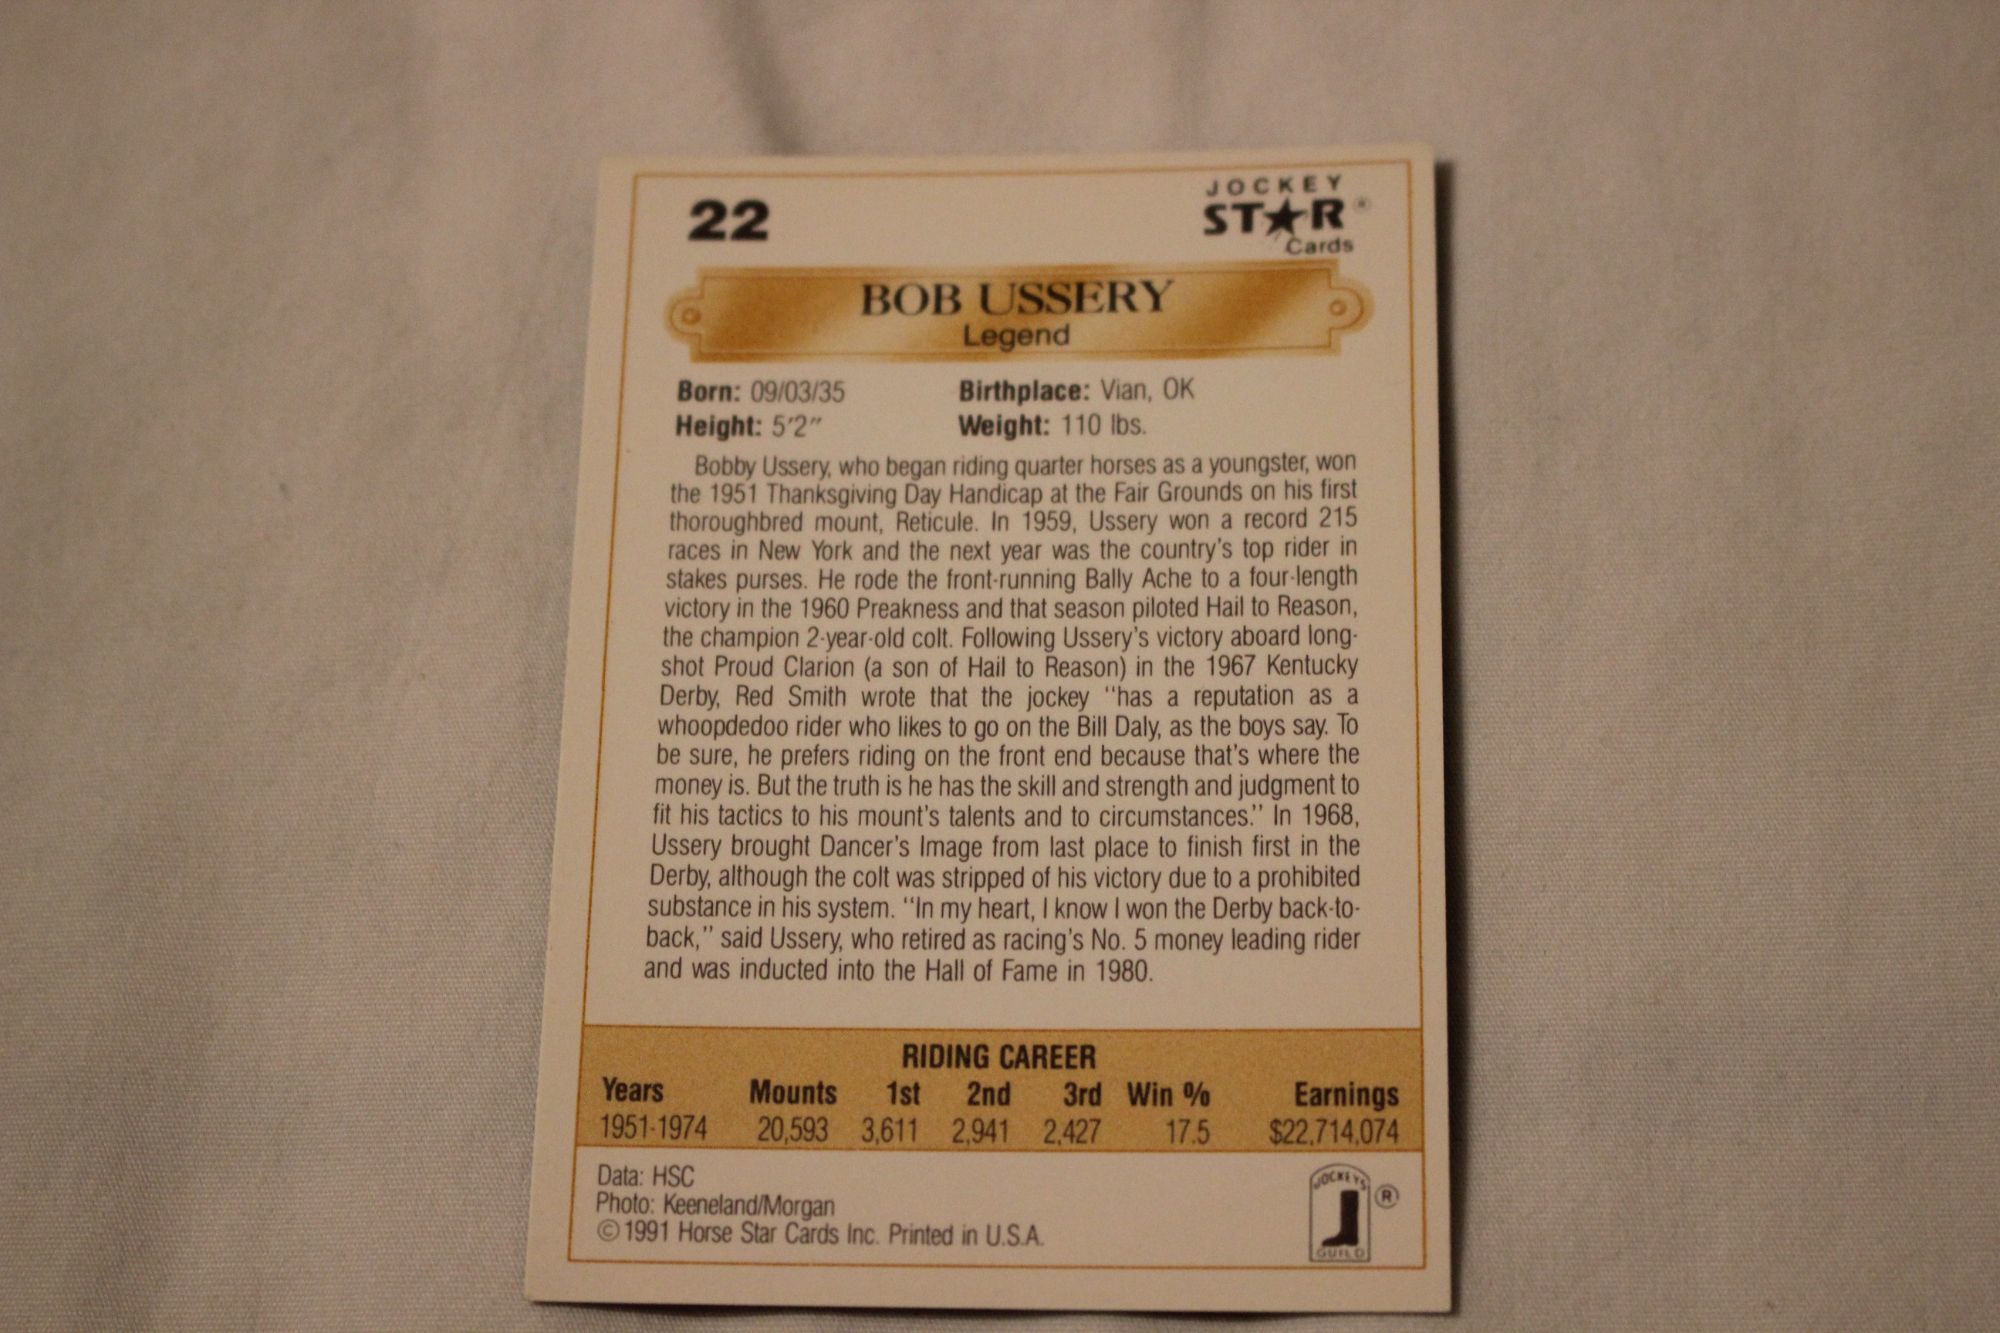 22
JOCKEY
ST★R®
Cards
BOB USSERY
Legend
Born: 09/03/35 Birthplace: Vian, OK
Height: 5'2" Weight: 110 lbs.
Bobby Ussery, who began riding quarter horses as a youngster, won
the 1951 Thanksgiving Day Handicap at the Fair Grounds on his first
thoroughbred mount, Reticule. In 1959, Ussery won a record 215
races in New York and the next year was the country's top rider in
stakes purses. He rode the front-running Bally Ache to a four-length
victory in the 1960 Preakness and that season piloted Hail to Reason,
the champion 2-year-old colt. Following Ussery's victory aboard long-
shot Proud Clarion (a son of Hail to Reason) in the 1967 Kentucky
Derby, Red Smith wrote that the jockey "has a reputation as a
whoopdedoo rider who likes to go on the Bill Daly, as the boys say. To
be sure, he prefers riding on the front end because that's where the
money is. But the truth is he has the skill and strength and judgment to
fit his tactics to his mount's talents and to circumstances." In 1968,
Ussery brought Dancer's Image from last place to finish first in the
Derby, although the colt was stripped of his victory due to a prohibited
substance in his system. "In my heart, I know I won the Derby back-to-
back," said Ussery, who retired as racing's No. 5 money leading rider
and was inducted into the Hall of Fame in 1980.
RIDING CAREER
Years Mounts 1st 2nd 3rd Win % Earnings
1951-1974 20,593 3,611 2,941 2,427 17.5 $22,714,074
Data: HSC
Photo: Keeneland/Morgan
©1991 Horse Star Cards Inc. Printed in U.S.A.
JOCKEYS
GUILD
®